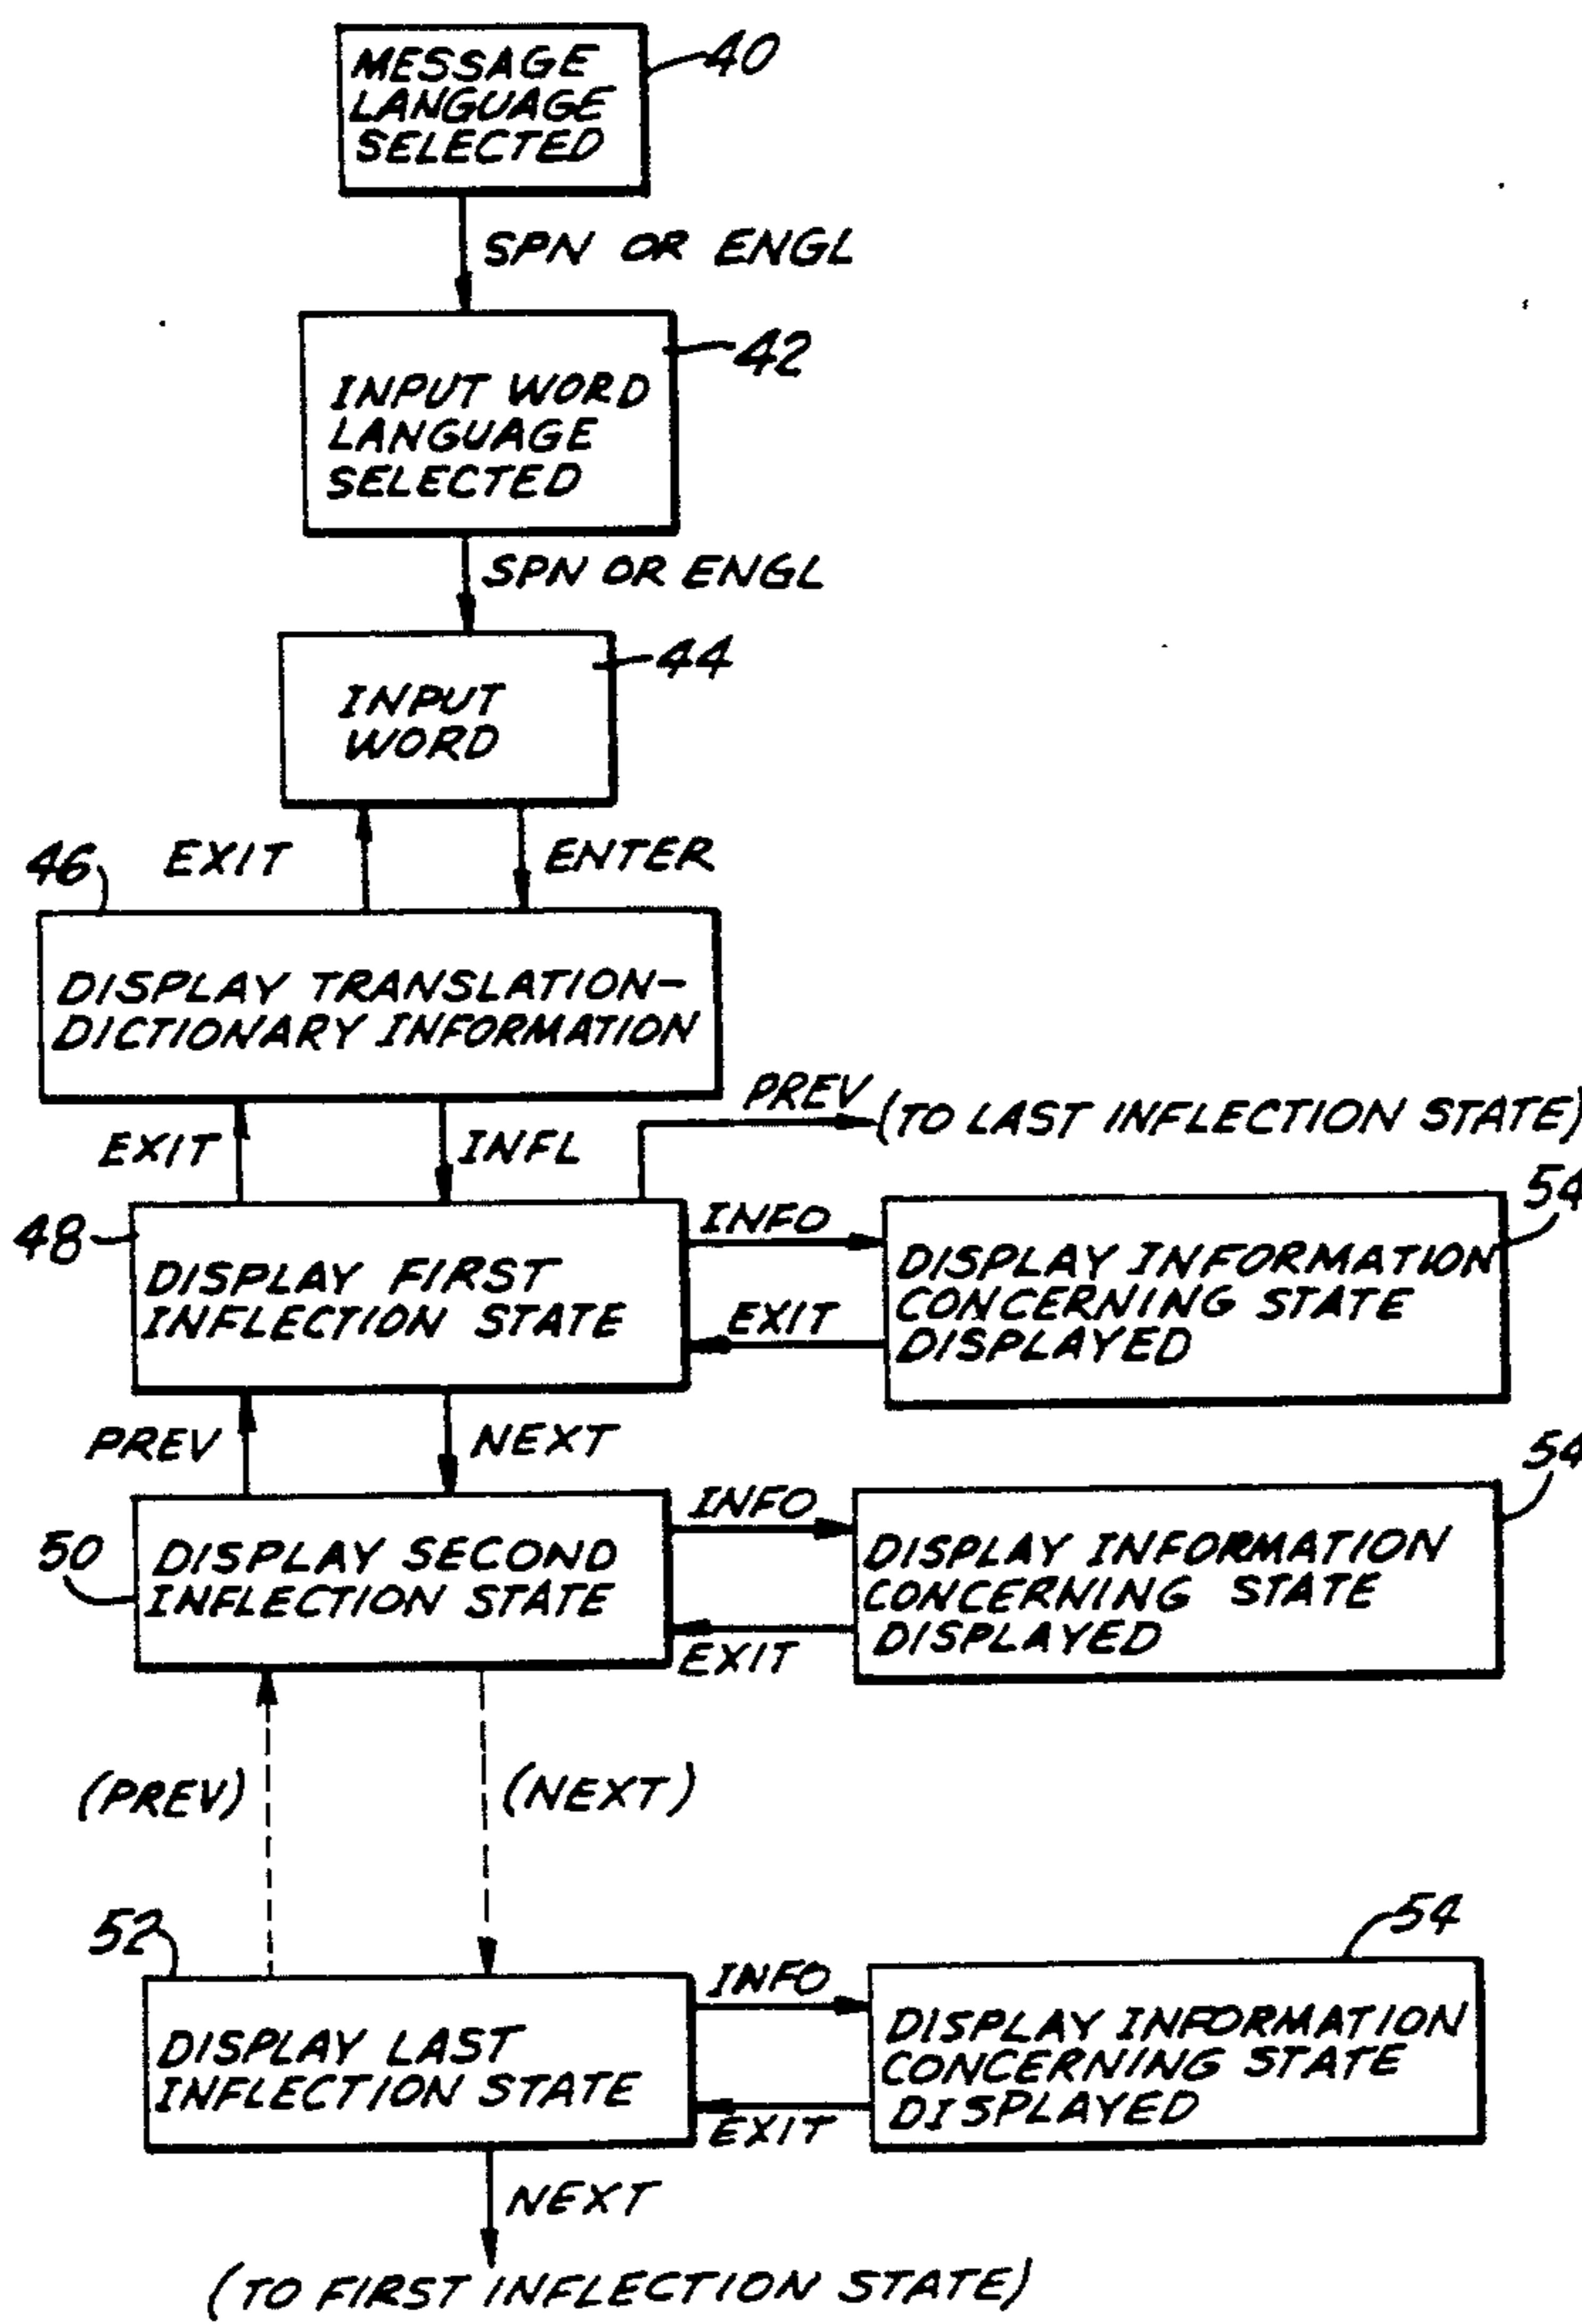 MESSAGE
LANGUAGE
SELECTED
40
SPN OR ENGL
42
INPUT WORD
LANGUAGE
SELECTED
SPN OR ENGL
44
INPUT
WORD
EXIT
ENTER
46
DISPLAY TRANSLATION-
DICTIONARY INFORMATION
PREV
(TO LAST INFLECTION STATE)
EXIT
INFL
48
DISPLAY FIRST
INFLECTION STATE
INFO
EXIT
54
DISPLAY INFORMATION
CONCERNING STATE
DISPLAYED
PREV
NEXT
50
DISPLAY SECOND
INFLECTION STATE
INFO
EXIT
54
DISPLAY INFORMATION
CONCERNING STATE
DISPLAYED
(PREV)
(NEXT)
52
DISPLAY LAST
INFLECTION STATE
INFO
EXIT
54
DISPLAY INFORMATION
CONCERNING STATE
DISPLAYED
NEXT
(TO FIRST INFLECTION STATE)